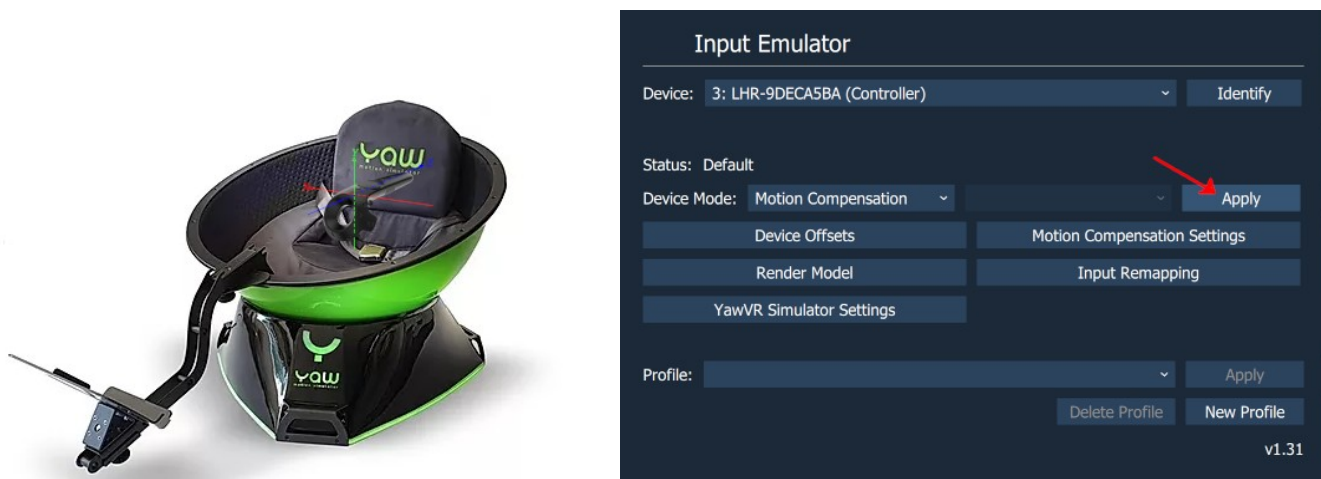 Yaw
motion simulator
Yaw
motion simulator
Input Emulator
Device: 3: LHR-9DECA5BA (Controller) Identify
Status: Default
Device Mode: Motion Compensation Apply
Device Offsets Motion Compensation Settings
Render Model Input Remapping
YawVR Simulator Settings
Profile: Apply
Delete Profile New Profile
v1.31